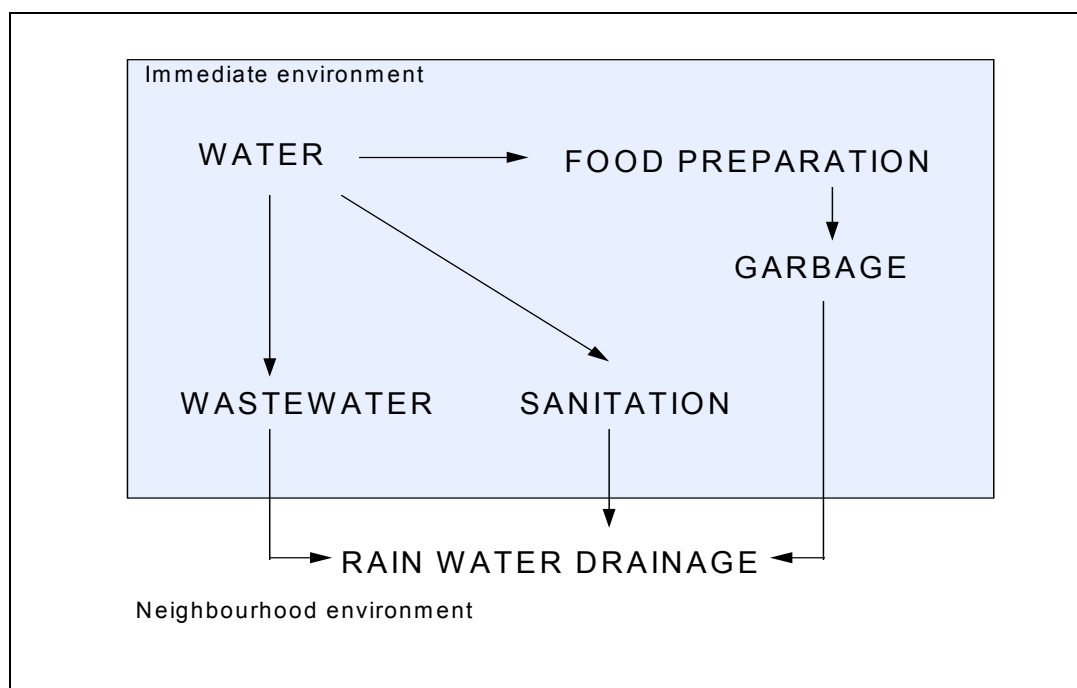 Immediate environment
WATER
FOOD PREPARATION
GARBAGE
WASTEWATER
SANITATION
RAIN WATER DRAINAGE
Neighbourhood environment